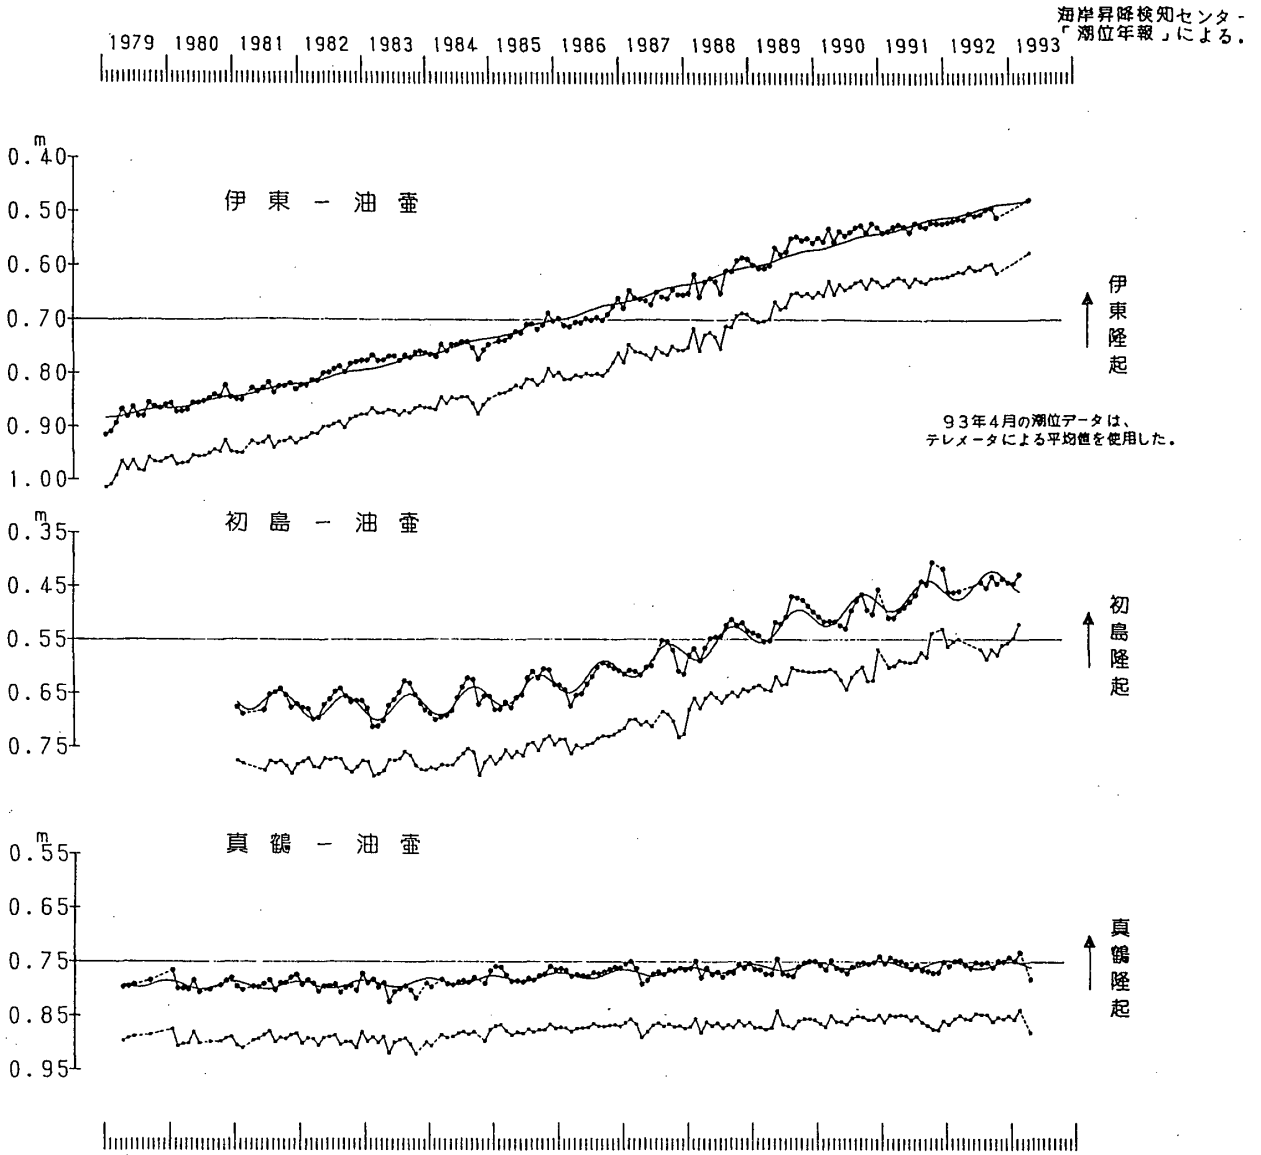 海岸昇降検知センター
「潮位年報」による.
1979 1980 1981 1982 1983 1984 1985 1986 1987 1988 1989 1990 1991 1992 1993
m
0.40
0.50
0.60
0.70
0.80
0.90
1.00
伊東－油壷
伊東隆起
93年4月の潮位データは、
テレメータによる平均値を使用した.
m
0.35
0.45
0.55
0.65
0.75
初島－油壷
初島隆起
m
0.55
0.65
0.75
0.85
0.95
真鶴－油壷
真鶴隆起